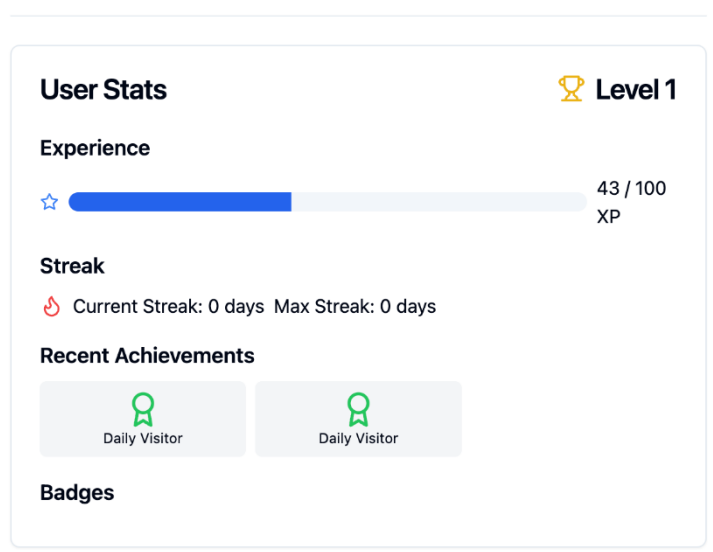 User Stats
Level 1
Experience
43 / 100
XP
Streak
Current Streak: 0 days Max Streak: 0 days
Recent Achievements
Daily Visitor
Daily Visitor
Badges